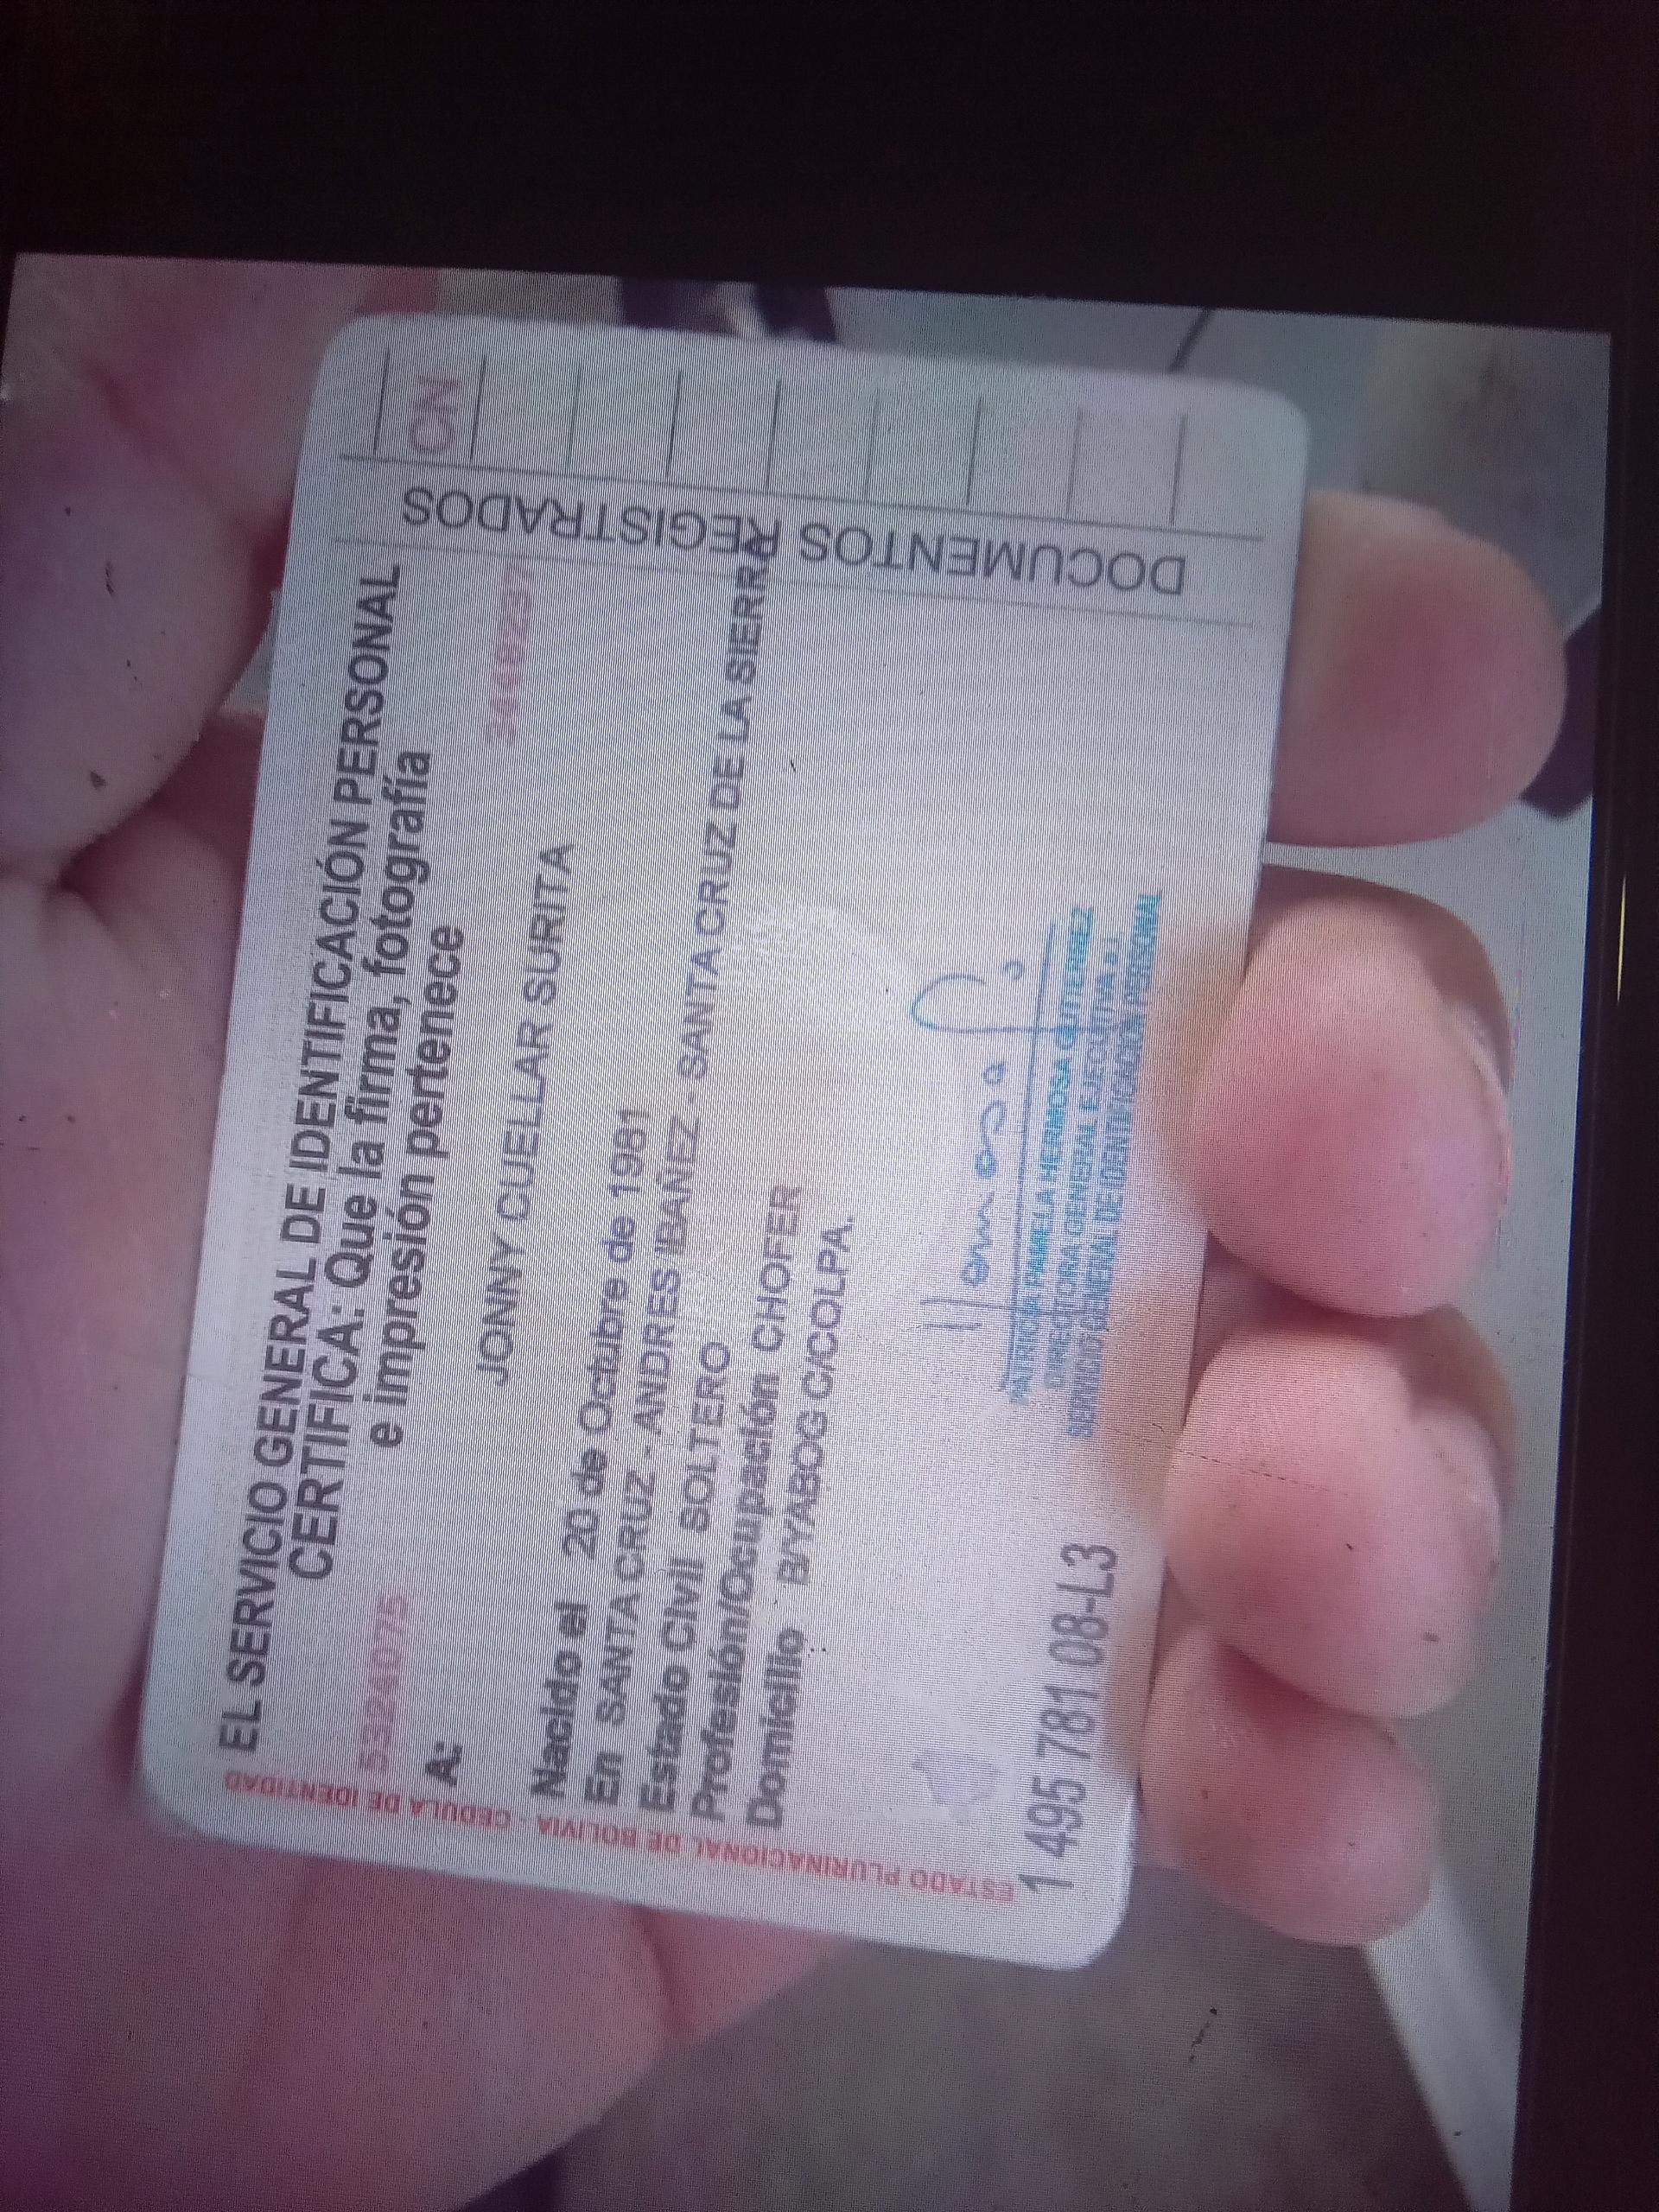 EL SERVICIO GENERAL DE IDENTIFICACIÓN PERSONAL
CERTIFICA: Que la firma, fotografía
e impresión pertenece
5324075
A:
JONNY CUELLAR SURITA
Nacido el 20 de Octubre de 1981
En SANTA CRUZ - ANDRES IBAÑEZ - SANTA CRUZ DE LA SIERRA
Estado Civil SOLTERO
Profesión/Ocupación CHOFER
Domicilio B/YABOG C/COLPA.
PATRICIA PAMELA HERMOSA GUTIERREZ
DIRECTORA GENERAL EJECUTIVA a.i.
SERVICIO GENERAL DE IDENTIFICACION PERSONAL
1 495 781 08-L3
ESTADO PLURINACIONAL DE BOLIVIA - CEDULA DE IDENTIDAD
DOCUMENTOS REGISTRADOS
CN